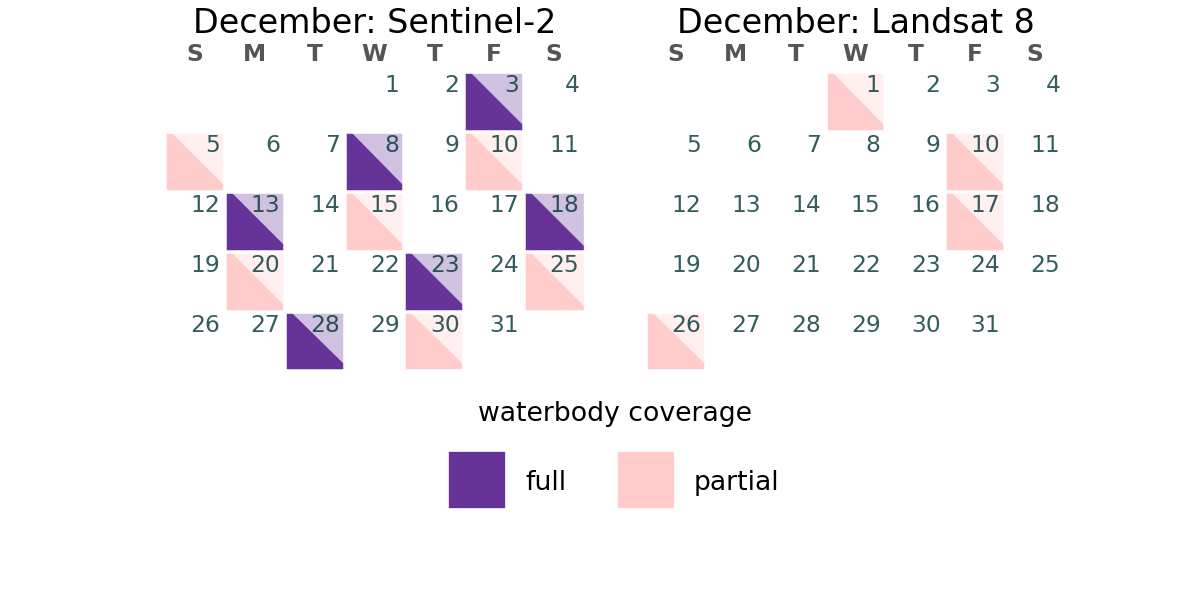 December: Sentinel-2
S M T W T F S
1 2 3 4
5 6 7 8 9 10 11
12 13 14 15 16 17 18
19 20 21 22 23 24 25
26 27 28 29 30 31
December: Landsat 8
S M T W T F S
1 2 3 4
5 6 7 8 9 10 11
12 13 14 15 16 17 18
19 20 21 22 23 24 25
26 27 28 29 30 31
waterbody coverage
full
partial